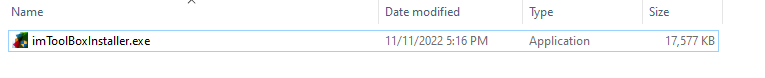 Name Date modified Type Size
imToolBoxInstaller.exe 11/11/2022 5:16 PM Application 17,577 KB